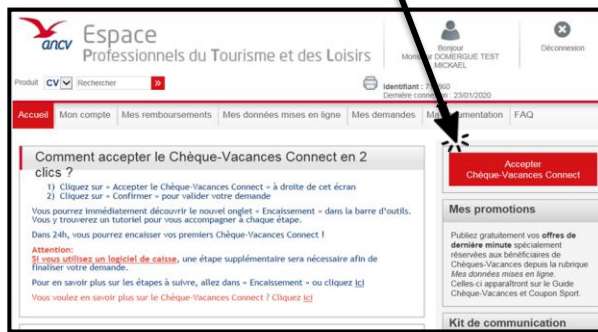 ancv
Espace
Professionnels du Tourisme et des Loisirs
Bonjour
DOMERGUE TEST
MICKAEL
Déconnexion
Produit CV Rechercher »
Identifiant :
Dernière : 23/01/2020
Accueil Mon compte Mes remboursements Mes données mises en ligne Mes demandes FAQ
Comment accepter le Chèque-Vacances Connect en 2
clics ?
1) Cliquez sur « Accepter le Chèque-Vacances Connect » à droite de cet écran
2) Cliquez sur « Confirmer » pour valider votre demande
Vous pourrez immédiatement découvrir le nouvel onglet « Encaissement » dans la barre d'outils.
Vous y trouverez un tutoriel pour vous accompagner à chaque étape.
Dans 24h, vous pourrez encaisser vos premiers Chèque-Vacances Connect !
Attention:
Si vous utilisez un logiciel de caisse, une étape supplémentaire sera nécessaire afin de
finaliser votre demande.
Pour en savoir plus sur les étapes à suivre, allez dans « Encaissement » ou cliquez ici
Vous voulez en savoir plus sur le Chèque-Vacances Connect ? Cliquez ici
Accepter
Chèque-Vacances Connect
Mes promotions
Publiez gratuitement vos offres de
dernière minute spécialement
réservées aux bénéficiaires de
Chèques-Vacances depuis la rubrique
Mes données mises en ligne.
Celles-ci apparaîtront sur le Guide
Chèque-Vacances et Coupon Sport.
Kit de communication